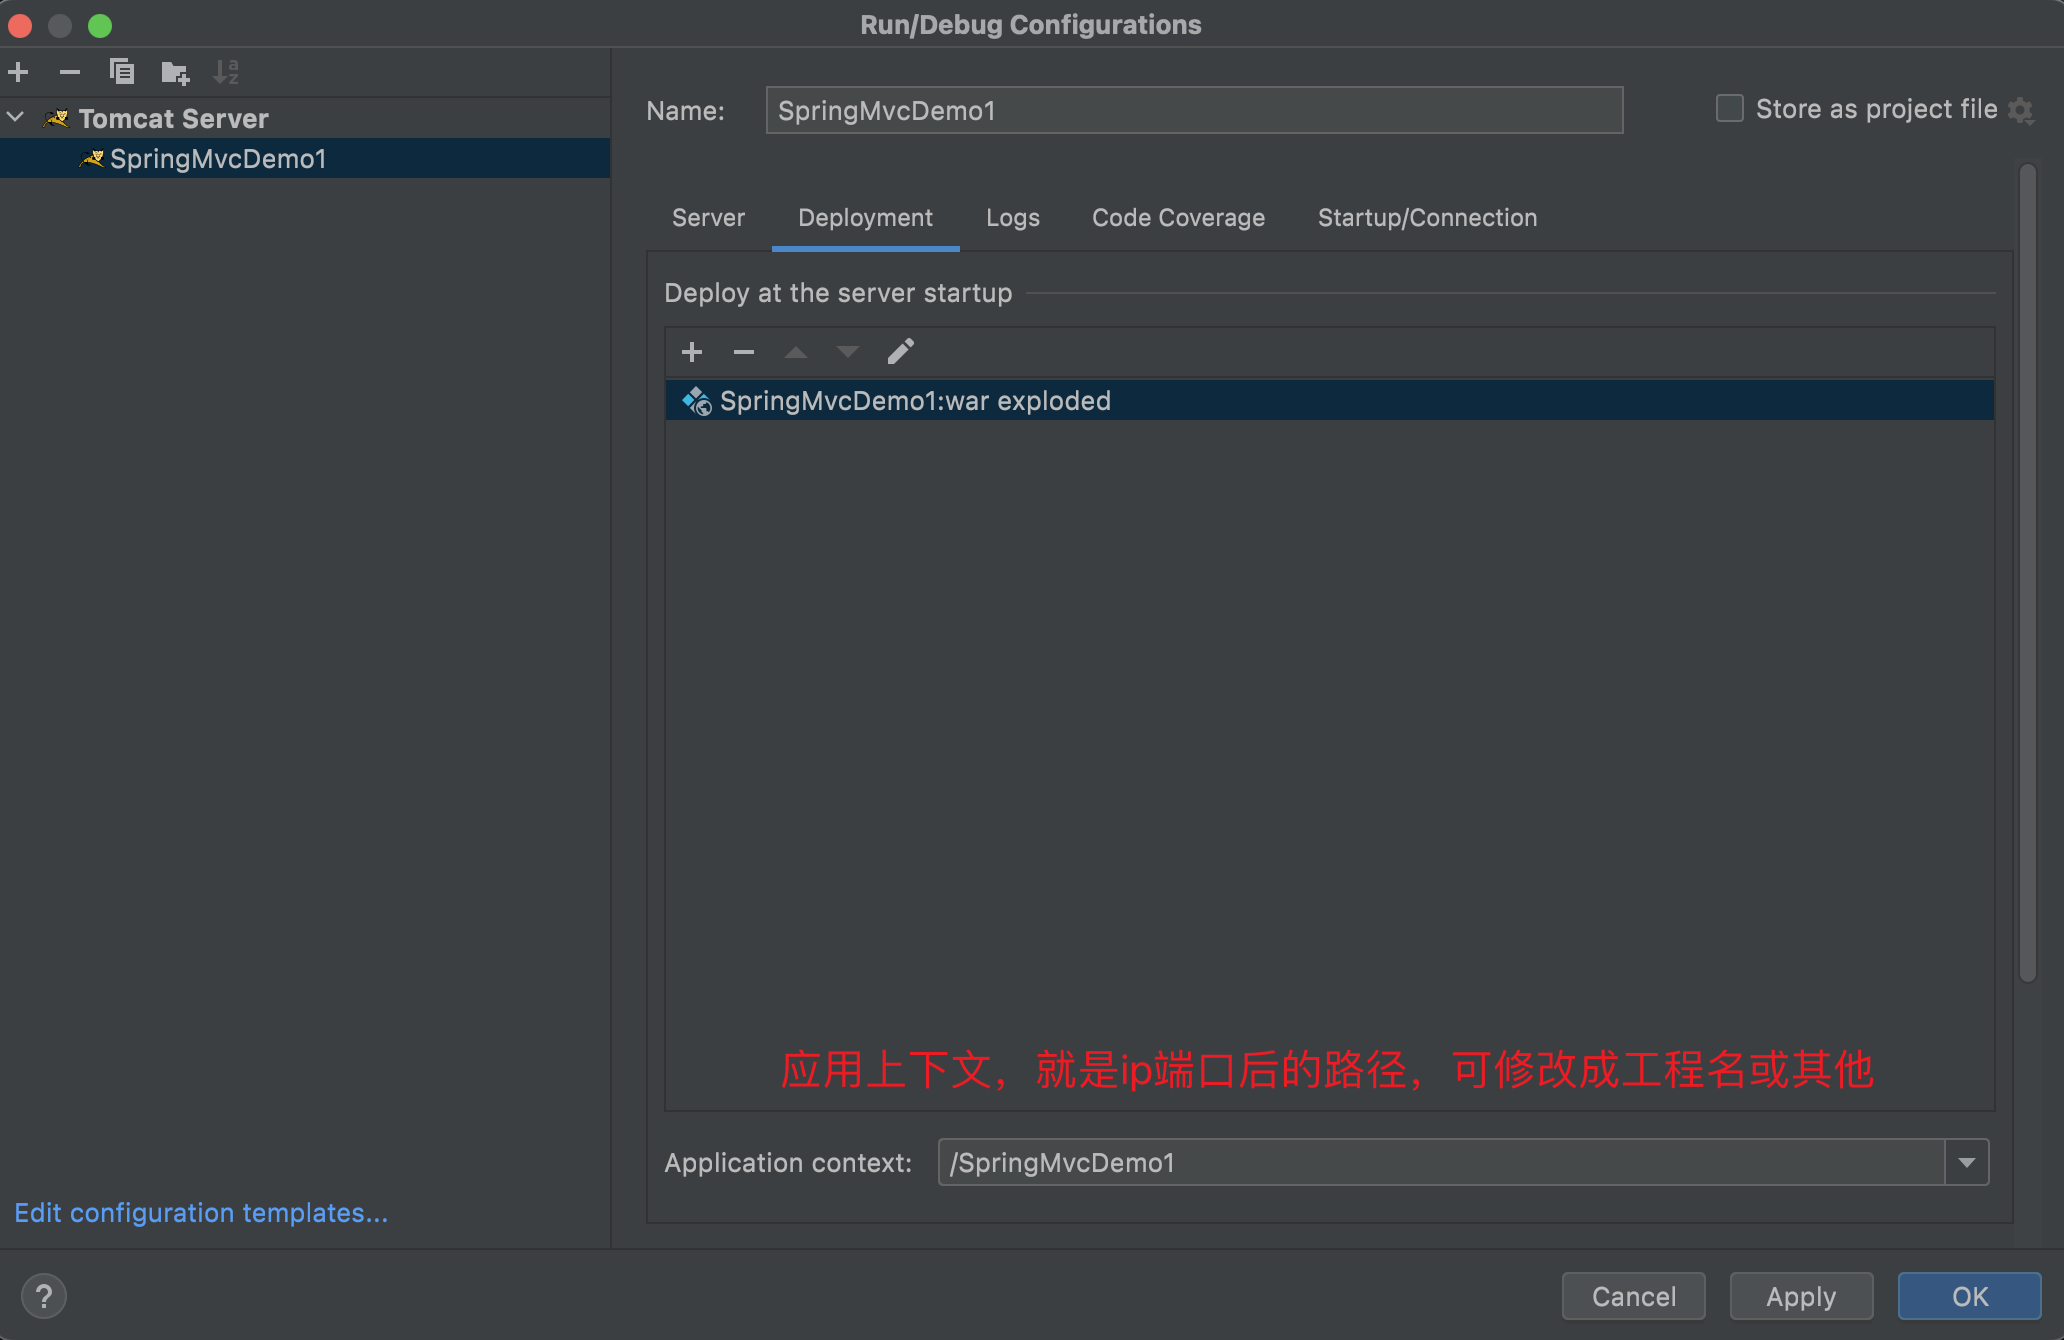 Run/Debug Configurations
Tomcat Server
SpringMvcDemo1
Edit configuration templates...
Name: SpringMvcDemo1 Store as project file
Server Deployment Logs Code Coverage Startup/Connection
Deploy at the server startup
SpringMvcDemo1:war exploded
应用上下文，就是ip端口后的路径，可修改成工程名或其他
Application context: /SpringMvcDemo1
? Cancel Apply OK